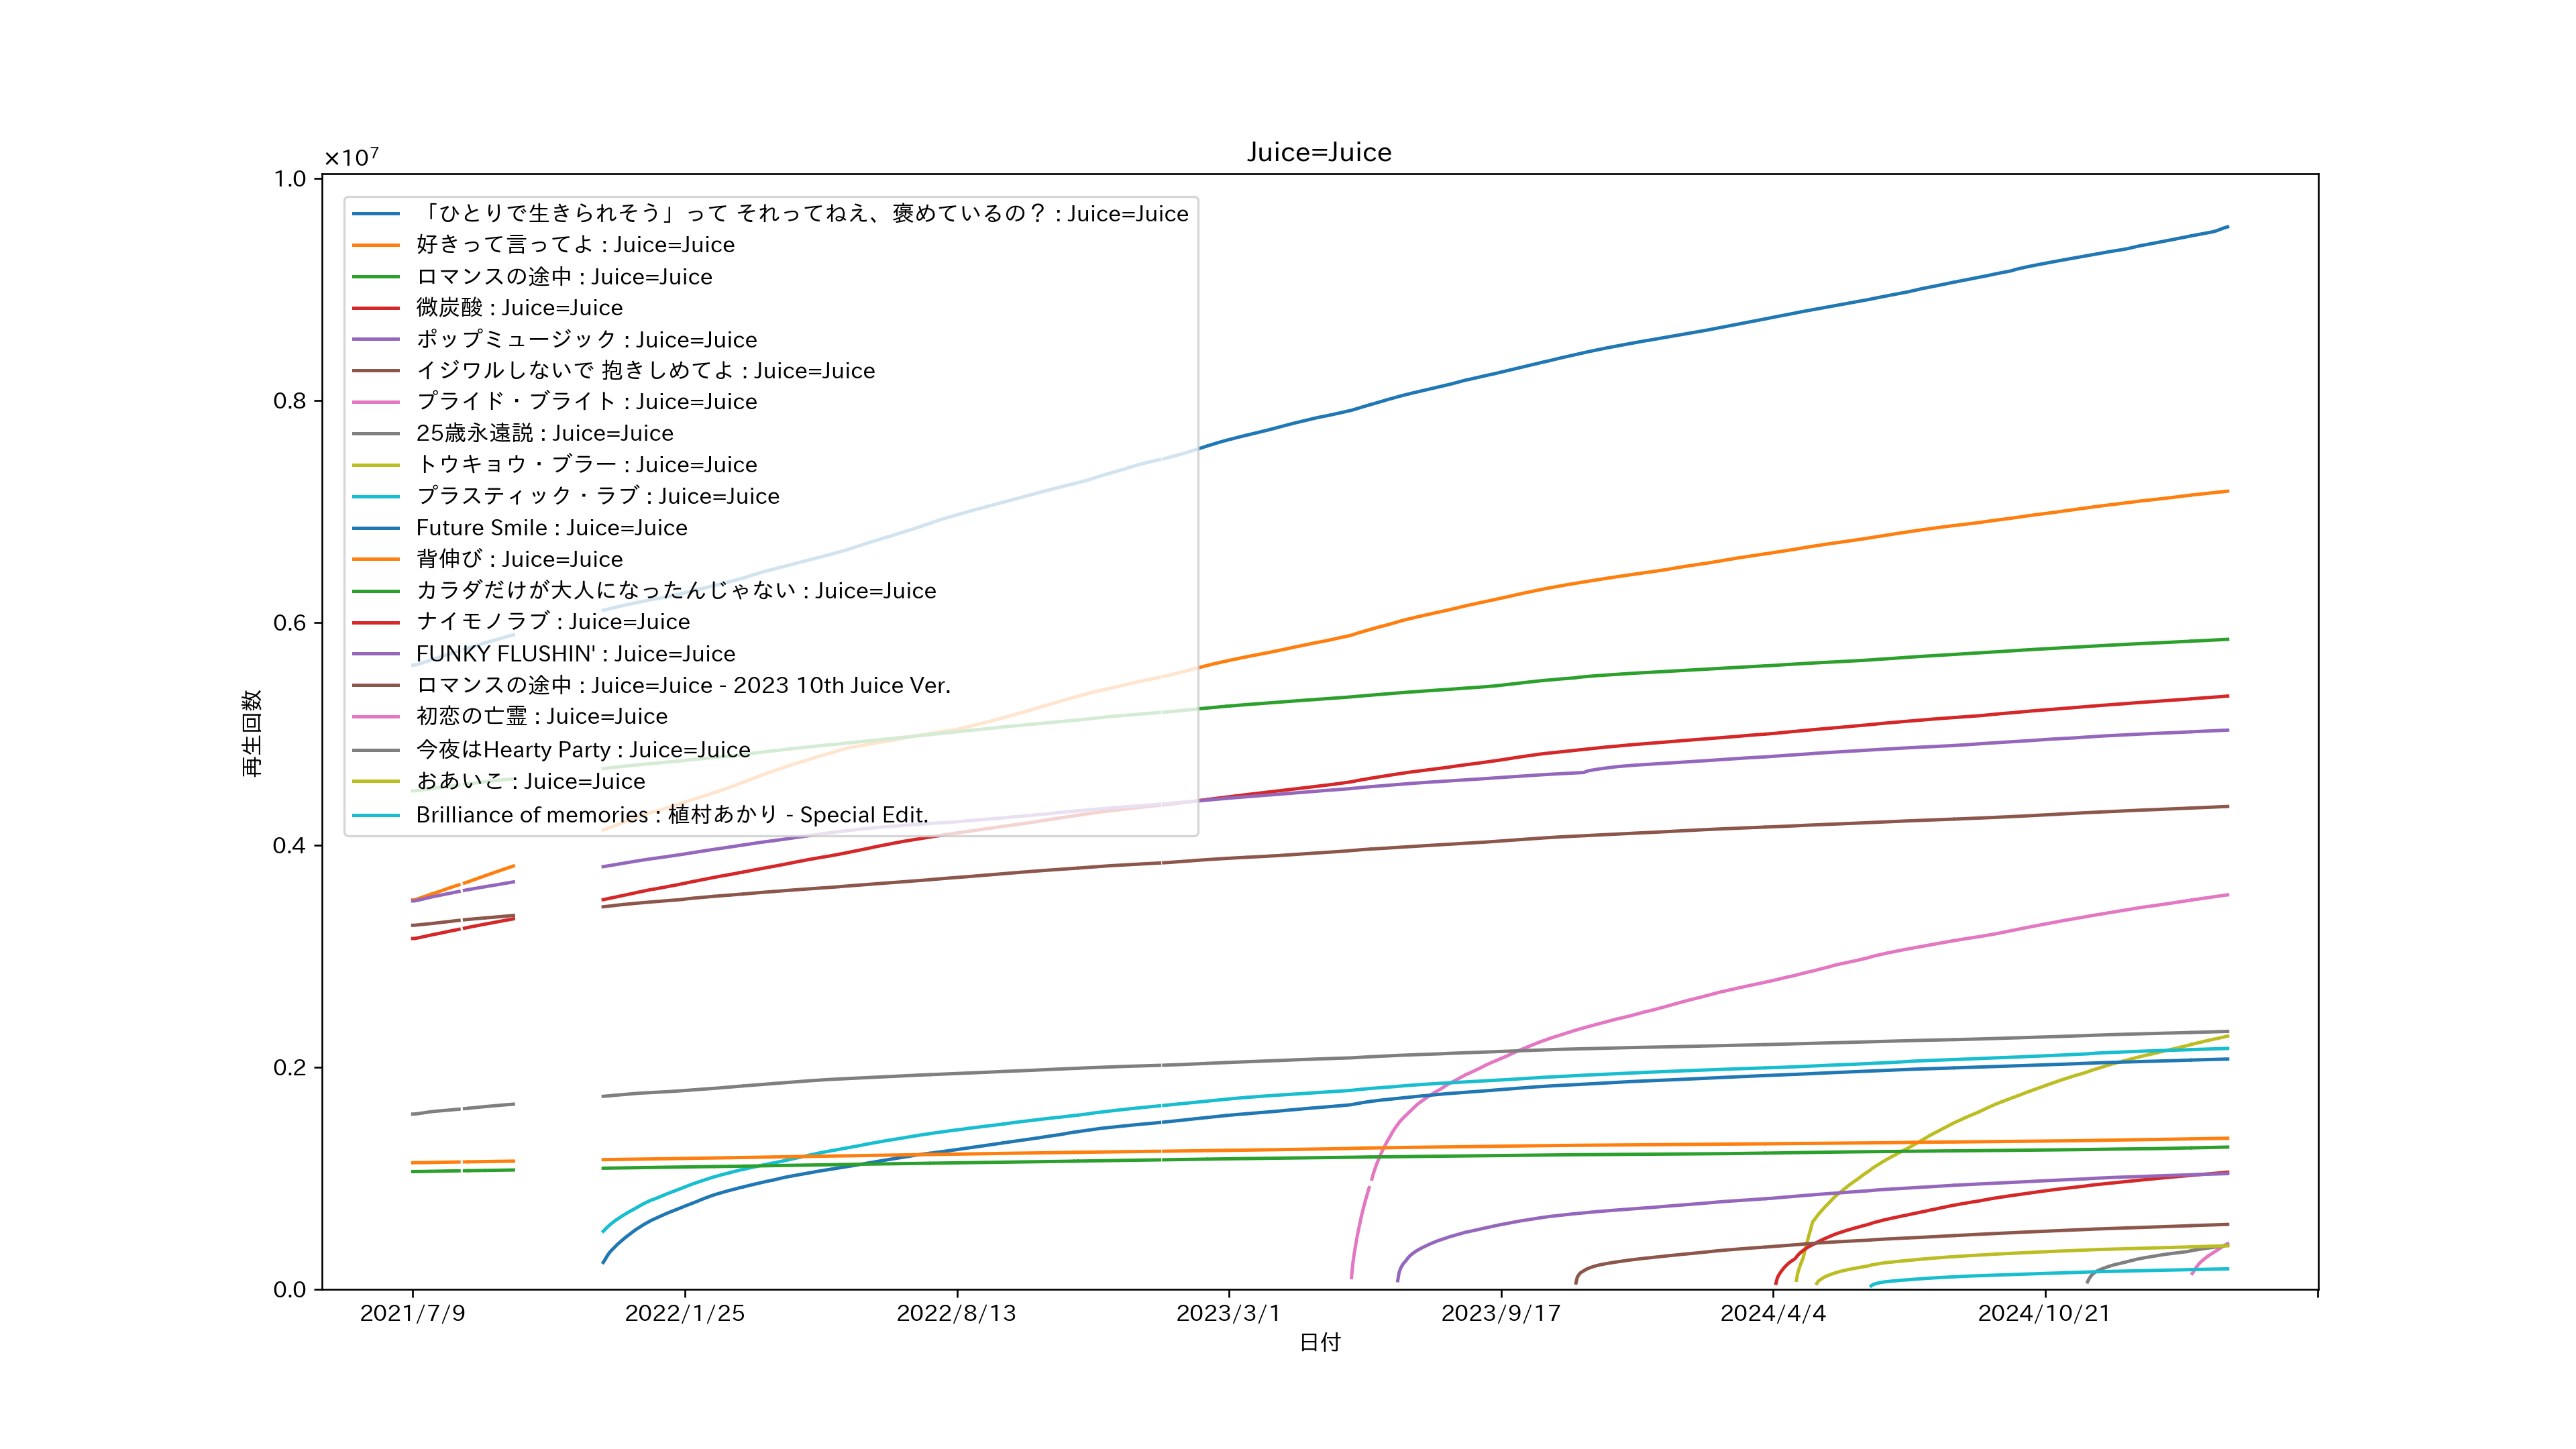 Juice=Juice
×10⁷
1.0
0.8
0.6
0.4
0.2
0.0
再生回数
「ひとりで生きられそう」って それってねえ、褒めているの？ : Juice=Juice
好きって言ってよ : Juice=Juice
ロマンスの途中 : Juice=Juice
微炭酸 : Juice=Juice
ポップミュージック : Juice=Juice
イジワルしないで 抱きしめてよ : Juice=Juice
プライド・ブライト : Juice=Juice
25歳永遠説 : Juice=Juice
トウキョウ・ブラー : Juice=Juice
プラスティック・ラブ : Juice=Juice
Future Smile : Juice=Juice
背伸び : Juice=Juice
カラダだけが大人になったんじゃない : Juice=Juice
ナイモノラブ : Juice=Juice
FUNKY FLUSHIN' : Juice=Juice
ロマンスの途中 : Juice=Juice - 2023 10th Juice Ver.
初恋の亡霊 : Juice=Juice
今夜はHearty Party : Juice=Juice
おあいこ : Juice=Juice
Brilliance of memories : 植村あかり - Special Edit.
2021/7/9 2022/1/25 2022/8/13 2023/3/1 2023/9/17 2024/4/4 2024/10/21
日付